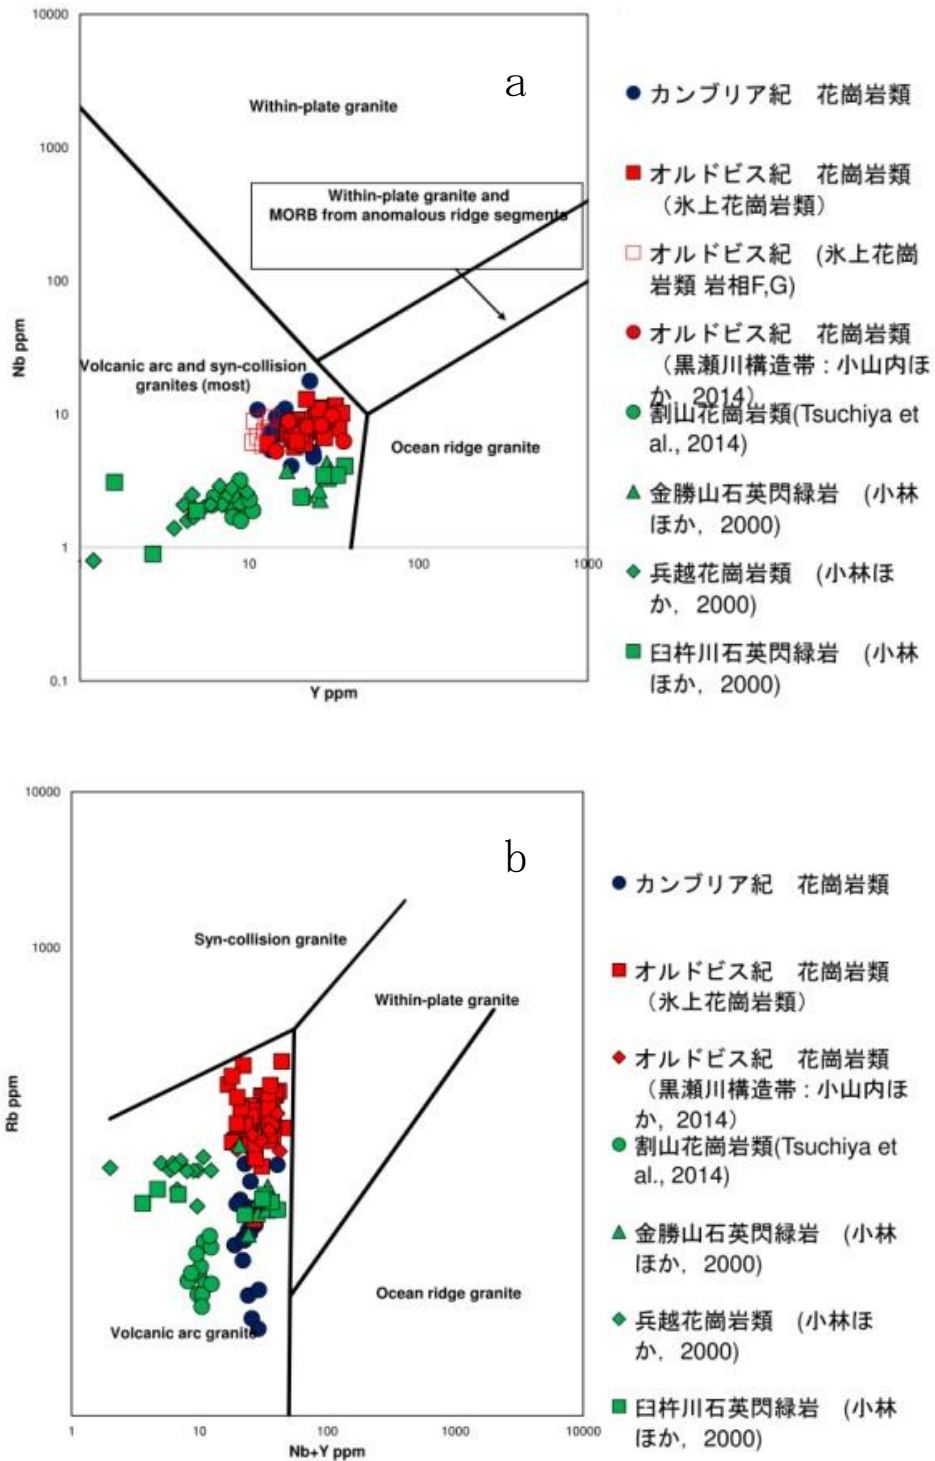 10000
a
Within-plate granite
1000
Within-plate granite and
MORB from anomalous ridge segments
100
Nb ppm
Volcanic arc and syn-collision
granites (most)
10
Ocean ridge granite
1
10
100
1000
0.1
Y ppm
カンブリア紀　花崗岩類
オルドビス紀　花崗岩類
（氷上花崗岩類）
オルドビス紀　(氷上花崗
岩類 岩相F,G)
オルドビス紀　花崗岩類
（黒瀬川構造帯：小山内ほ
か, 2014）
割山花崗岩類(Tsuchiya et
al., 2014)
金勝山石英閃緑岩　(小林
ほか, 2000)
兵越花崗岩類　(小林ほ
か, 2000)
臼杵川石英閃緑岩　(小林
ほか, 2000)
10000
b
Syn-collision granite
1000
Within-plate granite
Rb ppm
Ocean ridge granite
Volcanic arc granite
1
10
100
1000
10000
Nb+Y ppm
カンブリア紀　花崗岩類
オルドビス紀　花崗岩類
（氷上花崗岩類）
オルドビス紀　花崗岩類
（黒瀬川構造帯：小山内ほ
か, 2014）
割山花崗岩類(Tsuchiya et
al., 2014)
金勝山石英閃緑岩　(小林
ほか, 2000)
兵越花崗岩類　(小林ほ
か, 2000)
臼杵川石英閃緑岩　(小林
ほか, 2000)